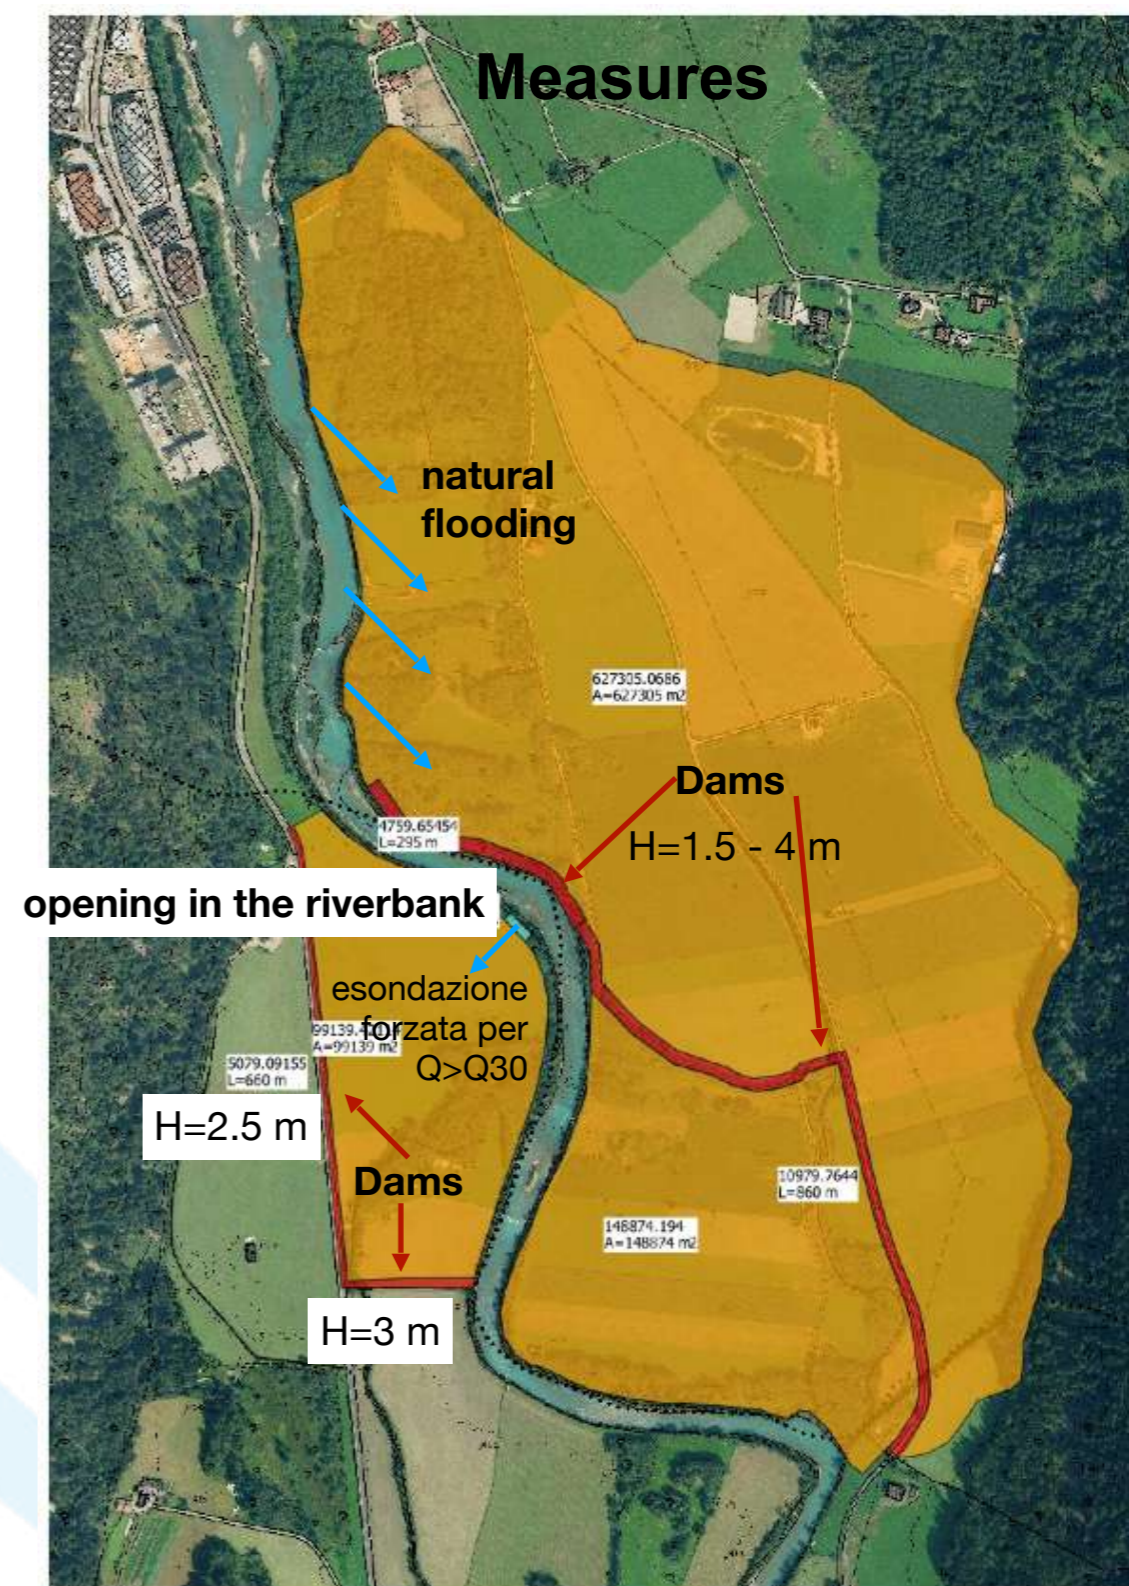 Measures
natural
flooding
627305.0686
A=627305 m2
Dams
H=1.5 - 4 m
4759.65454
L=295 m
opening in the riverbank
esondazione
forzata per
Q>Q30
A=99139 m2
5079.09155
L=660 m
H=2.5 m
Dams
10979.7644
L=860 m
148874.194
A=148874 m2
H=3 m